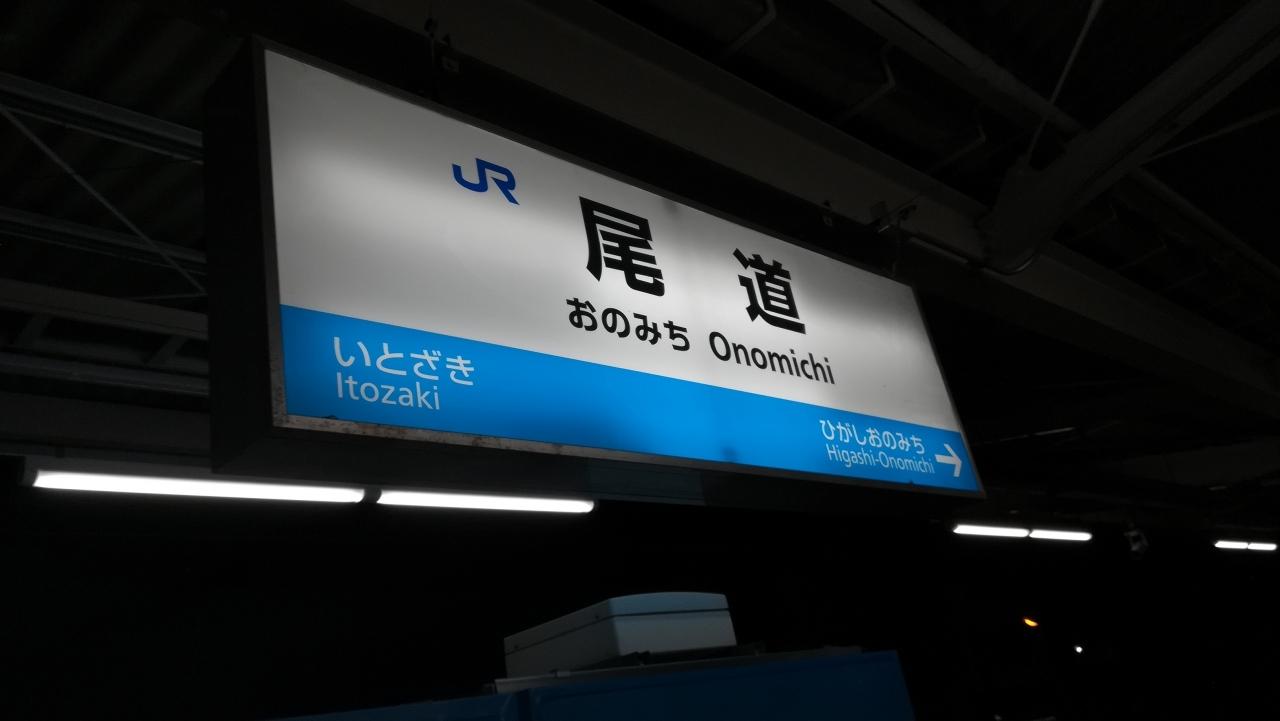 JR
尾道
おのみち Onomichi
いとざき
Itozaki
ひがしおのみち
Higashi-Onomichi →